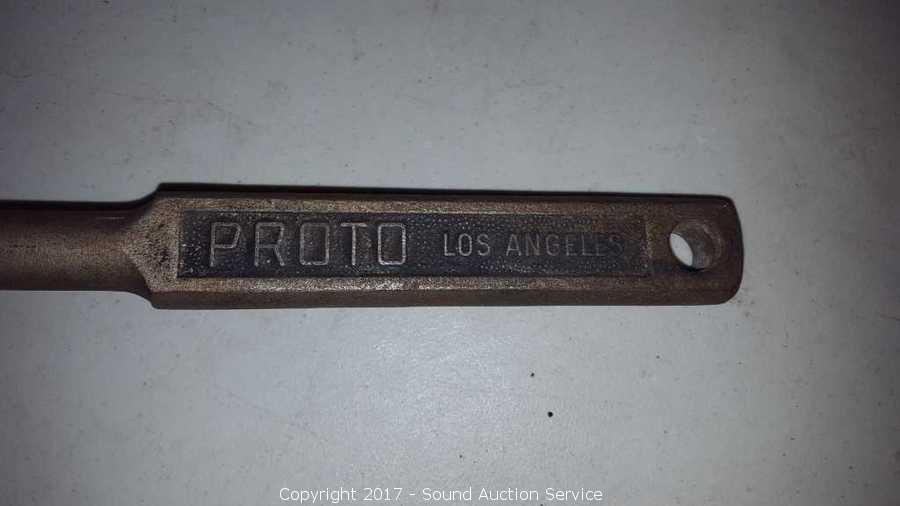 PROTO LOS ANGELES
Copyright 2017 - Sound Auction Service